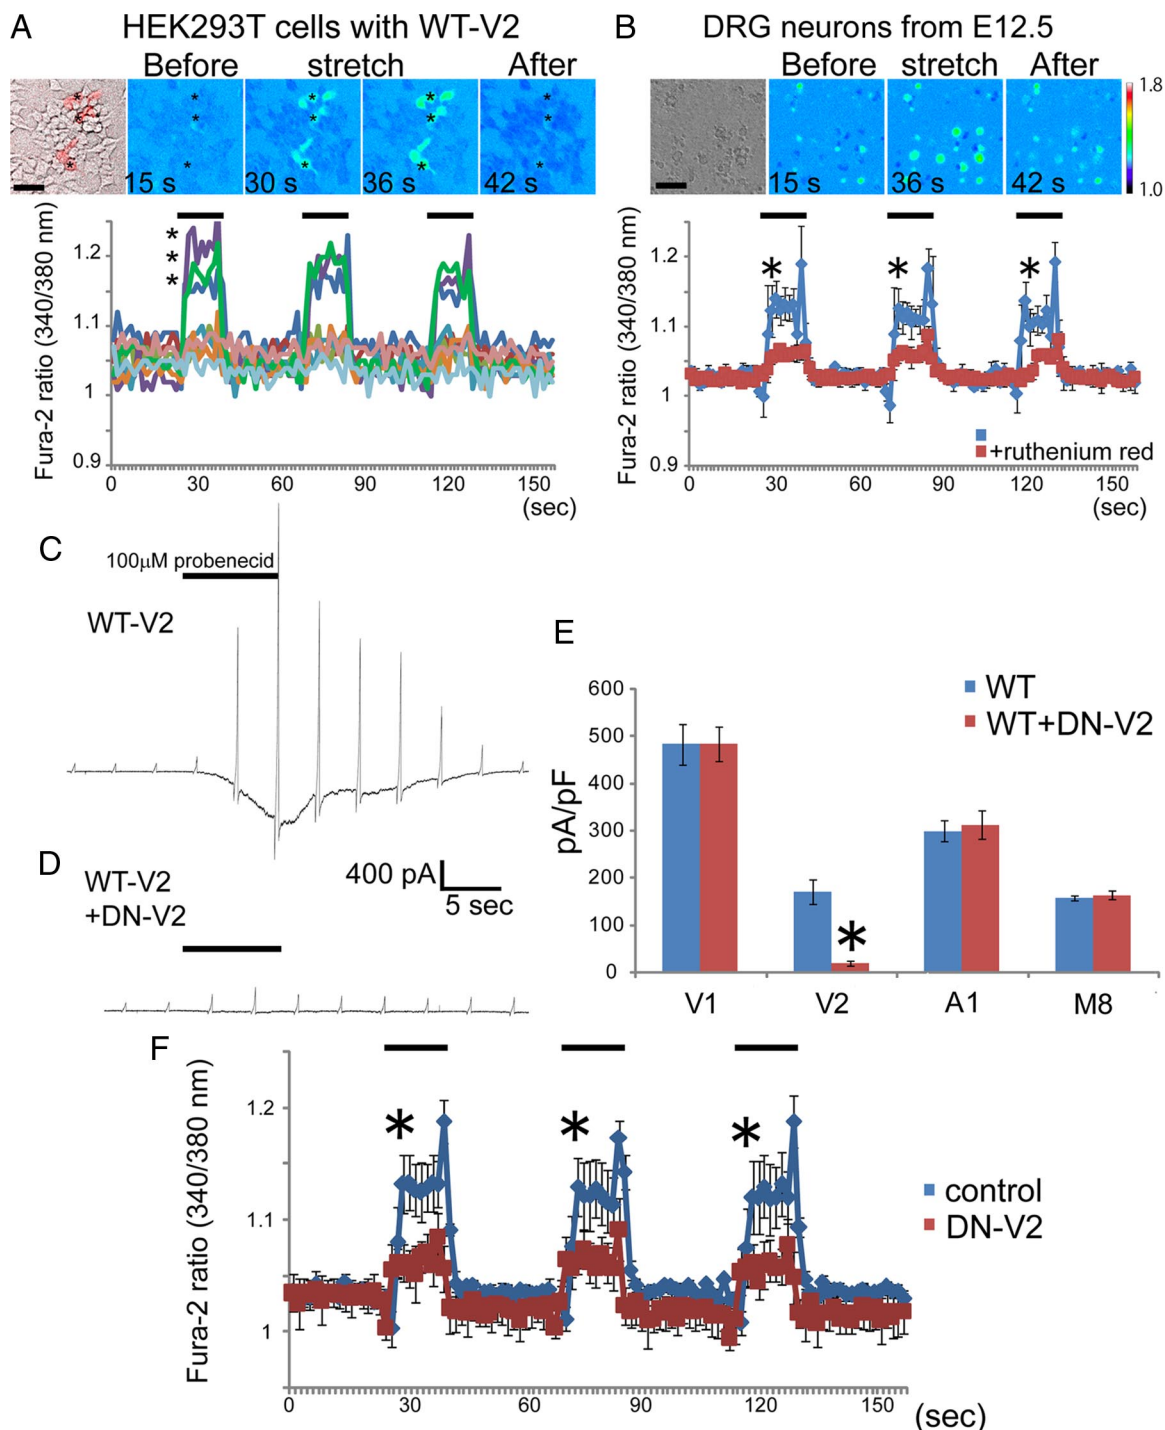 A HEK293T cells with WT-V2
Before stretch After
15 s 30 s 36 s 42 s
* * *
* * *
Fura-2 ratio (340/380 nm)
1.2
1.1
1
0.9
0 30 60 90 120 150
(sec)
B DRG neurons from E12.5
Before stretch After
1.8
15 s 36 s 42 s
1.0
Fura-2 ratio (340/380 nm)
* * *
1.2
1.1
1
0.9
+ruthenium red
0 30 60 90 120 150
(sec)
C
100μM probenecid
WT-V2
400 pA
5 sec
D
WT-V2
+DN-V2
E
WT
WT+DN-V2
pA/pF
600
500
400
300
200
100
0
*
V1 V2 A1 M8
F
Fura-2 ratio (340/380 nm)
* * *
1.2
1.1
1
control
DN-V2
0 30 60 90 120 150
(sec)